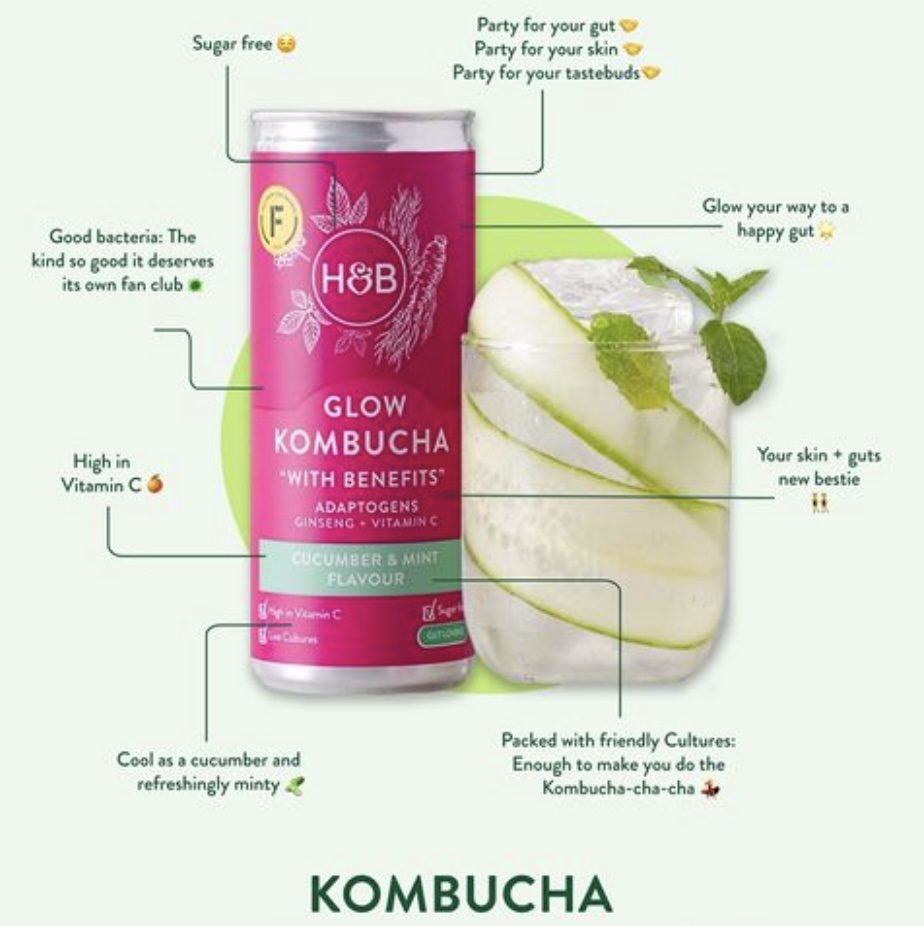 Sugar free 😌
Party for your gut 🤝
Party for your skin 🤝
Party for your tastebuds🤝
Glow your way to a
happy gut 🌟
Good bacteria: The
kind so good it deserves
its own fan club
F
H&B
GLOW
KOMBUCHA
"WITH BENEFITS"
ADAPTOGENS
GINSENG + VITAMIN C
CUCUMBER & MINT
FLAVOUR
High in Vitamin C
Live Cultures
Sugar
High in
Vitamin C 🍊
Your skin + guts
new bestie
👯
Cool as a cucumber and
refreshingly minty 🥒
Packed with friendly Cultures:
Enough to make you do the
Kombucha-cha-cha 💃
KOMBUCHA